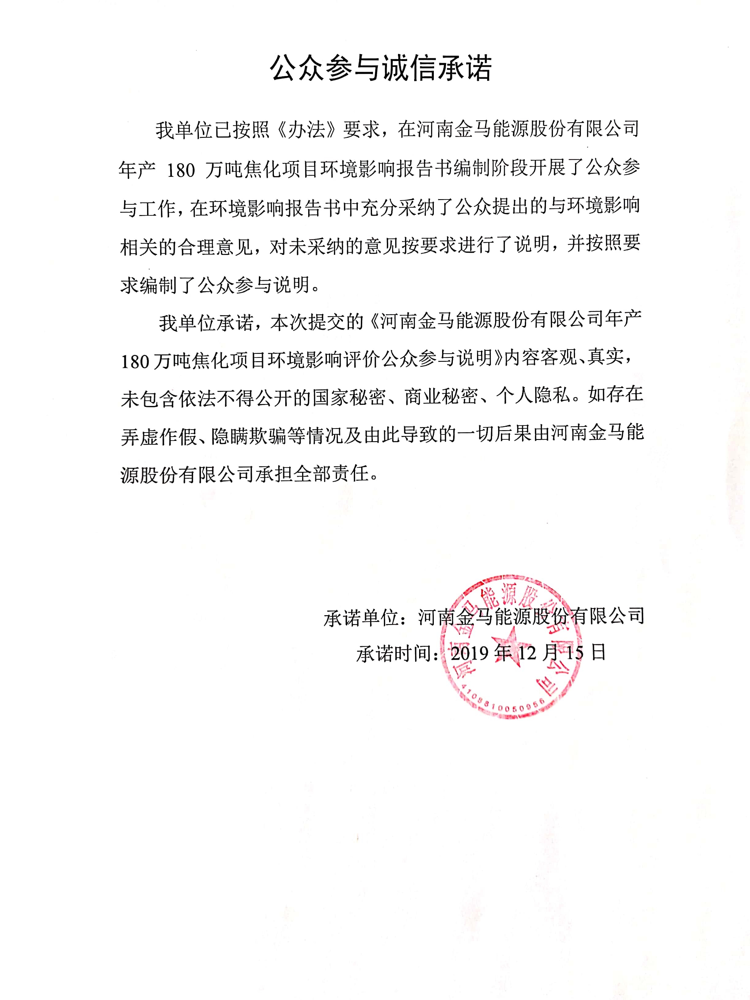 公众参与诚信承诺
我单位已按照《办法》要求，在河南金马能源股份有限公司
年产 180 万吨焦化项目环境影响报告书编制阶段开展了公众参
与工作，在环境影响报告书中充分采纳了公众提出的与环境影响
相关的合理意见，对未采纳的意见按要求进行了说明，并按照要
求编制了公众参与说明。
我单位承诺，本次提交的《河南金马能源股份有限公司年产
180万吨焦化项目环境影响评价公众参与说明》内容客观、真实，
未包含依法不得公开的国家秘密、商业秘密、个人隐私。如存在
弄虚作假、隐瞒欺骗等情况及由此导致的一切后果由河南金马能
源股份有限公司承担全部责任。
承诺单位：河南金马能源股份有限公司
承诺时间：2019 年 12 月 15 日
河南金马能源股份有限公司
4108810050956